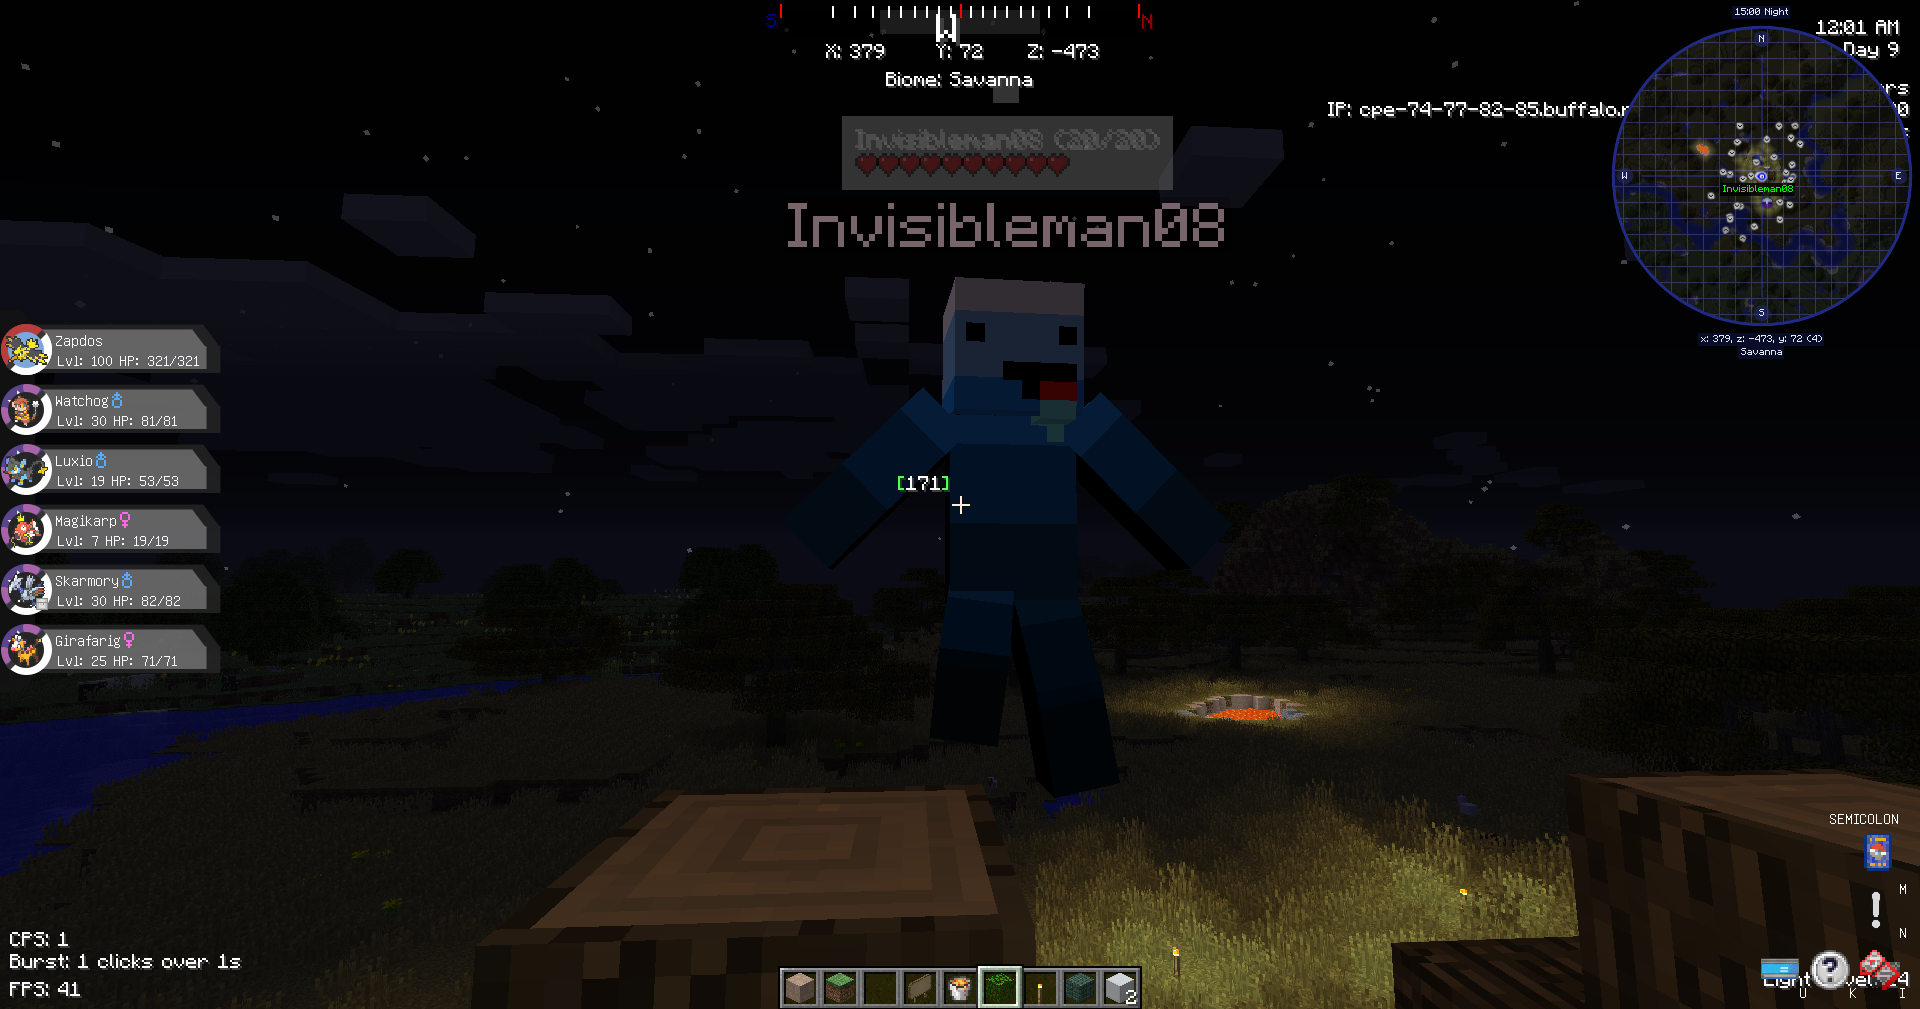 S
W
N
X: 379 Y: 72 Z: -473
Biome: Savanna
Invisibleman08 (20/20)
Invisibleman08
[171]
15:00 Night
12:01 AM
Day 9
IP: cpe-74-77-82-85.buffalo.
N
W
E
S
Invisibleman08
x: 379, z: -473, y: 72 (4)
Savanna
Zapdos
Lvl: 100 HP: 321/321
Watchog♂
Lvl: 30 HP: 81/81
Luxio♂
Lvl: 19 HP: 53/53
Magikarp♀
Lvl: 7 HP: 19/19
Skarmory♂
Lvl: 30 HP: 82/82
Girafarig♀
Lvl: 25 HP: 71/71
SEMICOLON
M
N
U
K
I
CPS: 1
Burst: 1 clicks over 1s
FPS: 41
2